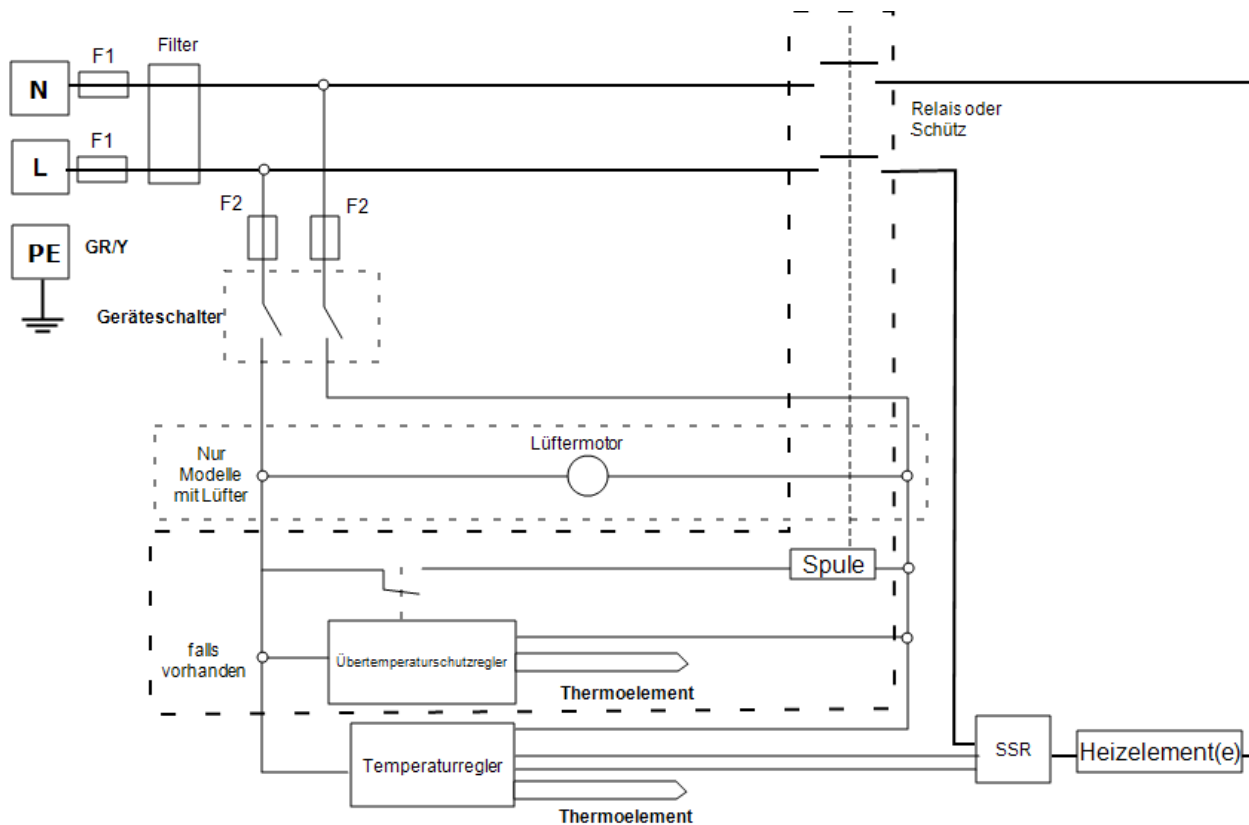 Filter
F1
N
F1
L
Relais oder
Schütz
F2
F2
PE
GR/Y
Geräteschalter
Nur
Modelle
mit Lüfter
Lüftermotor
Spule
falls
vorhanden
Übertemperaturschutzregler
Thermoelement
Temperaturregler
SSR
Heizelement(e)
Thermoelement